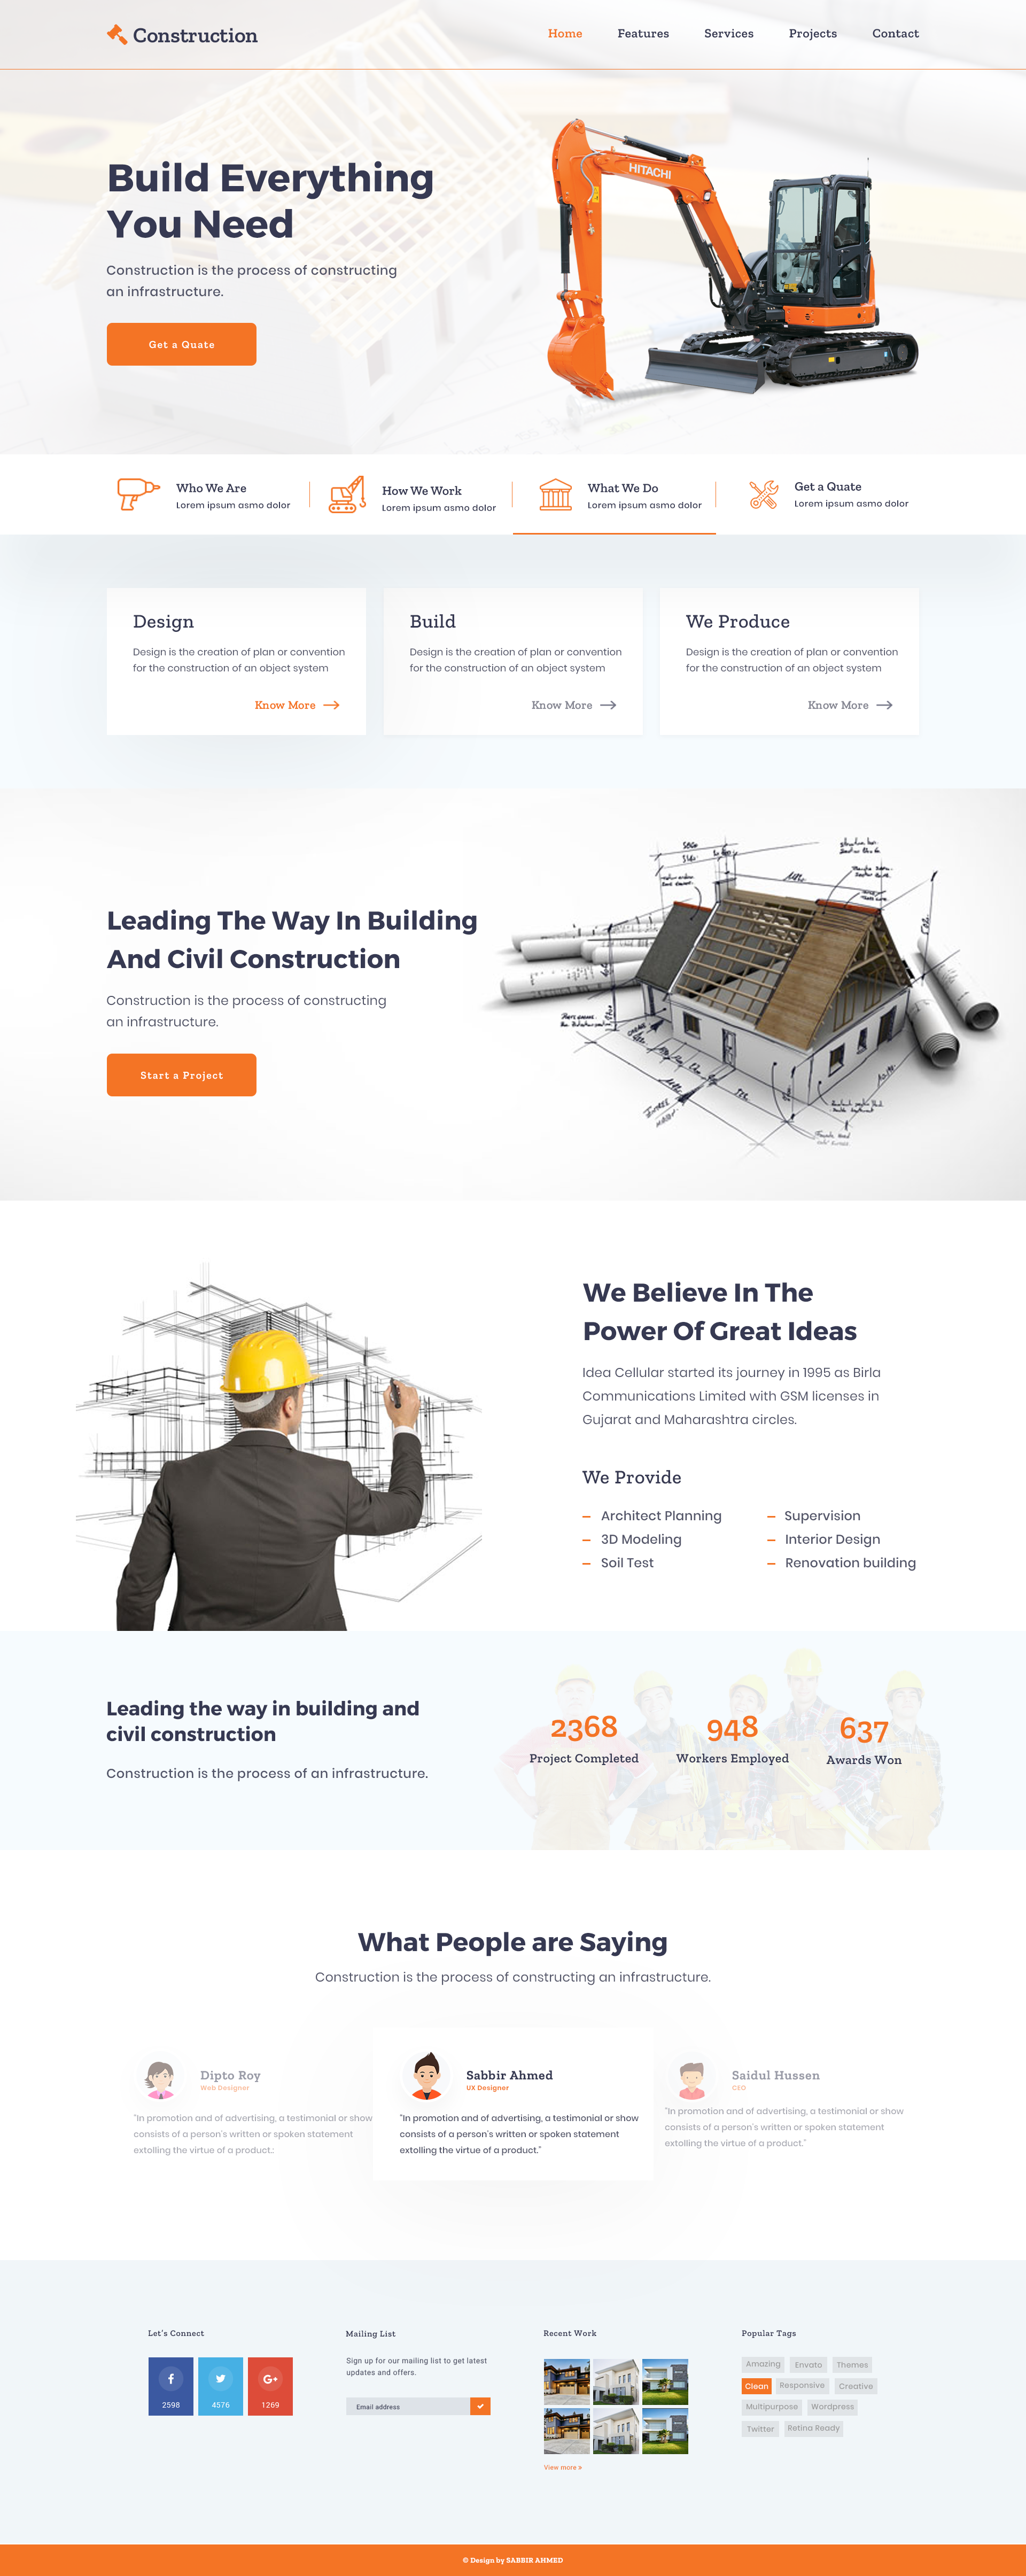 Construction
Home
Features
Services
Projects
Contact
Build Everything
You Need
Construction is the process of constructing
an infrastructure.
Get a Quate
HITACHI
Who We Are
Lorem ipsum asmo dolor
How We Work
Lorem ipsum asmo dolor
What We Do
Lorem ipsum asmo dolor
Get a Quate
Lorem ipsum asmo dolor
Design
Design is the creation of plan or convention
for the construction of an object system
Know More
Build
Design is the creation of plan or convention
for the construction of an object system
Know More
We Produce
Design is the creation of plan or convention
for the construction of an object system
Know More
Leading The Way In Building
And Civil Construction
Construction is the process of constructing
an infrastructure.
Start a Project
We Believe In The
Power Of Great Ideas
Idea Cellular started its journey in 1995 as Birla
Communications Limited with GSM licenses in
Gujarat and Maharashtra circles.
We Provide
Architect Planning
3D Modeling
Soil Test
Supervision
Interior Design
Renovation building
Leading the way in building and
civil construction
Construction is the process of an infrastructure.
2368
Project Completed
948
Workers Employed
637
Awards Won
What People are Saying
Construction is the process of constructing an infrastructure.
Dipto Roy
Web Designer
"In promotion and of advertising, a testimonial or show
consists of a person's written or spoken statement
extolling the virtue of a product.:
Sabbir Ahmed
UX Designer
"In promotion and of advertising, a testimonial or show
consists of a person's written or spoken statement
extolling the virtue of a product."
Saidul Hussen
CEO
"In promotion and of advertising, a testimonial or show
consists of a person's written or spoken statement
extolling the virtue of a product."
Let's Connect
f
2598
4576
G+
1269
Mailing List
Sign up for our mailing list to get latest
updates and offers.
Email address
Recent Work
View more »
Popular Tags
Amazing
Envato
Themes
Clean
Responsive
Creative
Multipurpose
Wordpress
Twitter
Retina Ready
© Design by SABBIR AHMED